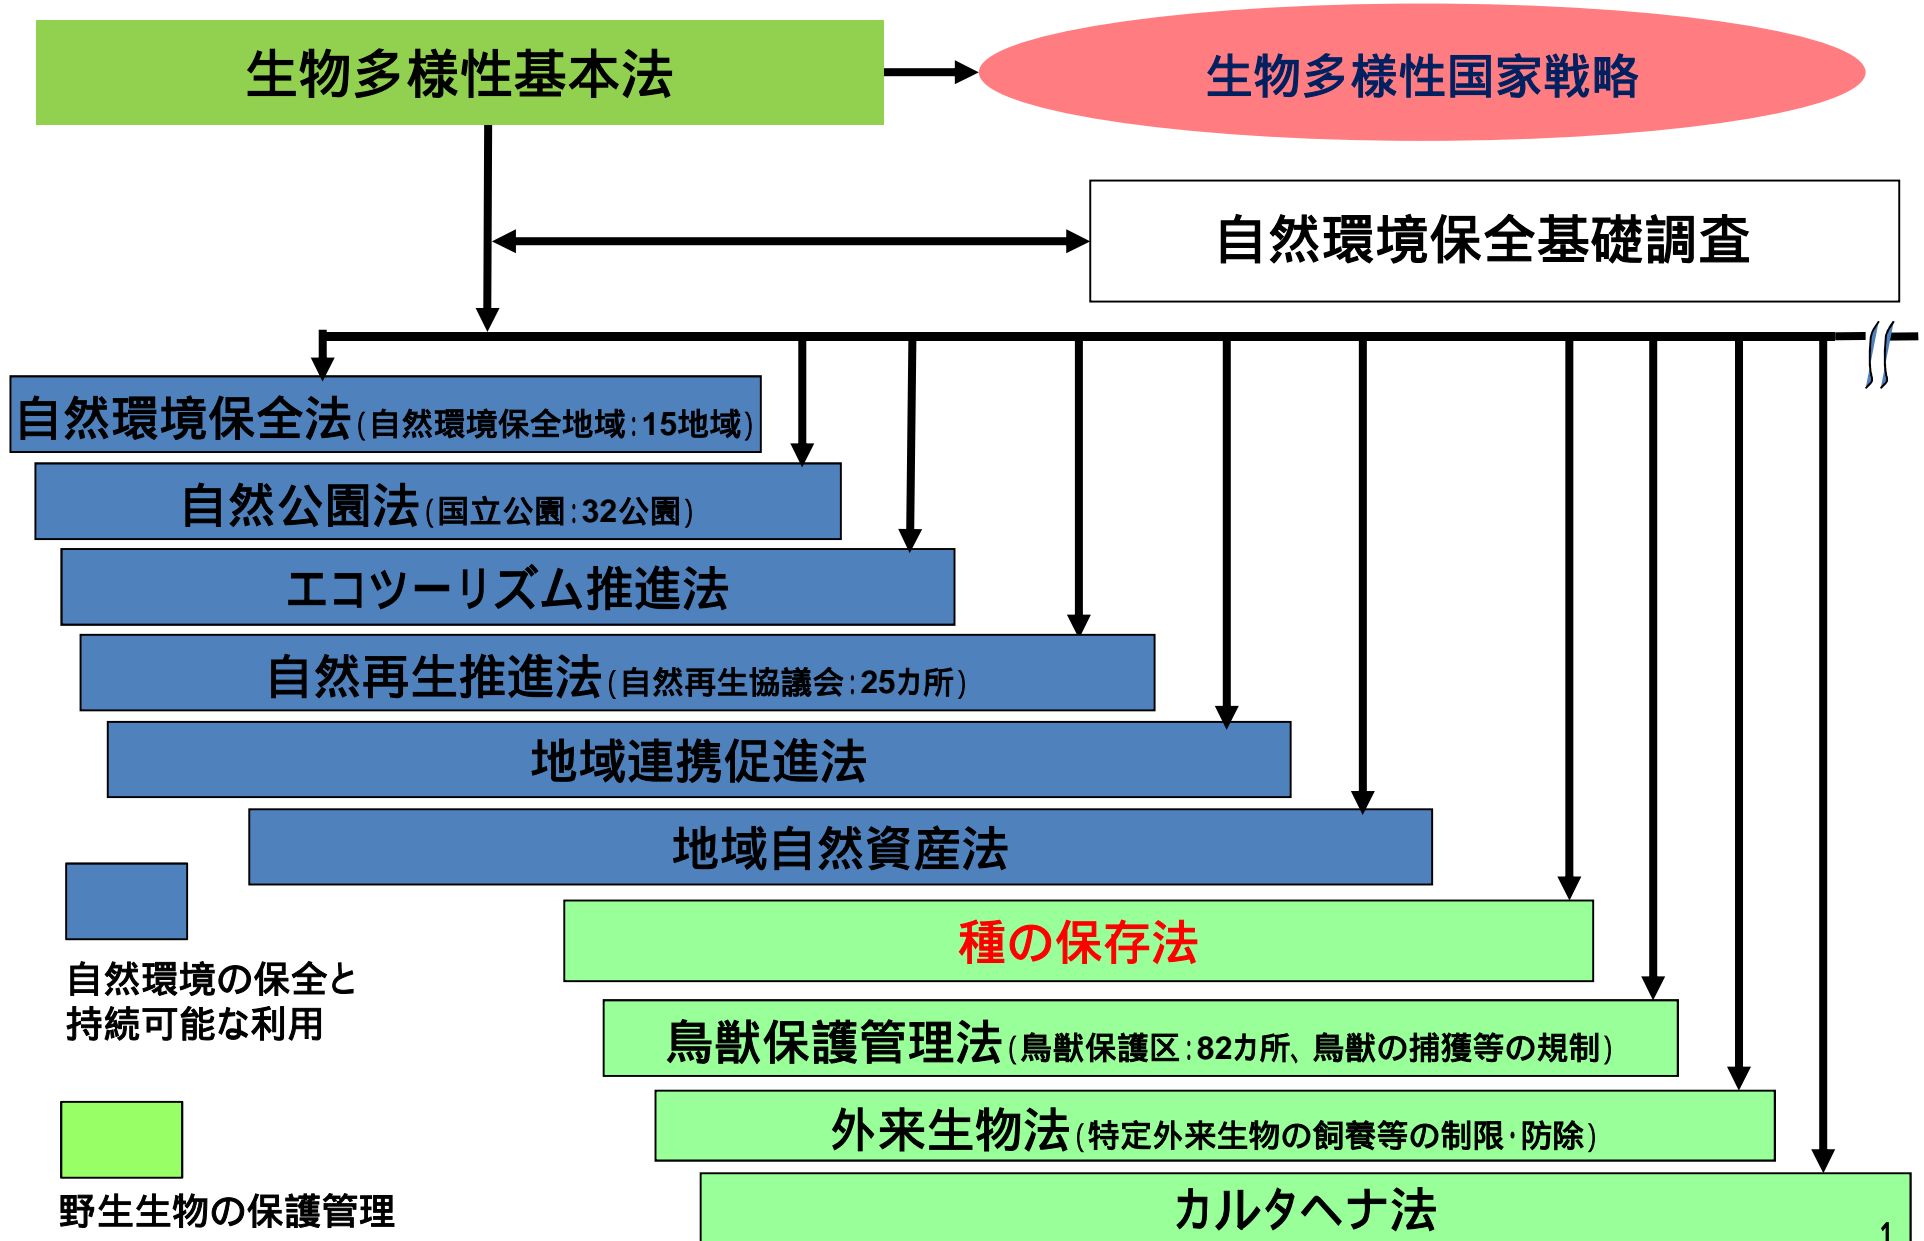 生物多様性基本法
生物多様性国家戦略
自然環境保全基礎調査
自然環境保全法(自然環境保全地域:15地域)
自然公園法(国立公園:32公園)
エコツーリズム推進法
自然再生推進法(自然再生協議会:25カ所)
地域連携促進法
地域自然資産法
種の保存法
鳥獣保護管理法(鳥獣保護区:82カ所、鳥獣の捕獲等の規制)
外来生物法(特定外来生物の飼養等の制限・防除)
カルタヘナ法
自然環境の保全と
持続可能な利用
野生生物の保護管理
1